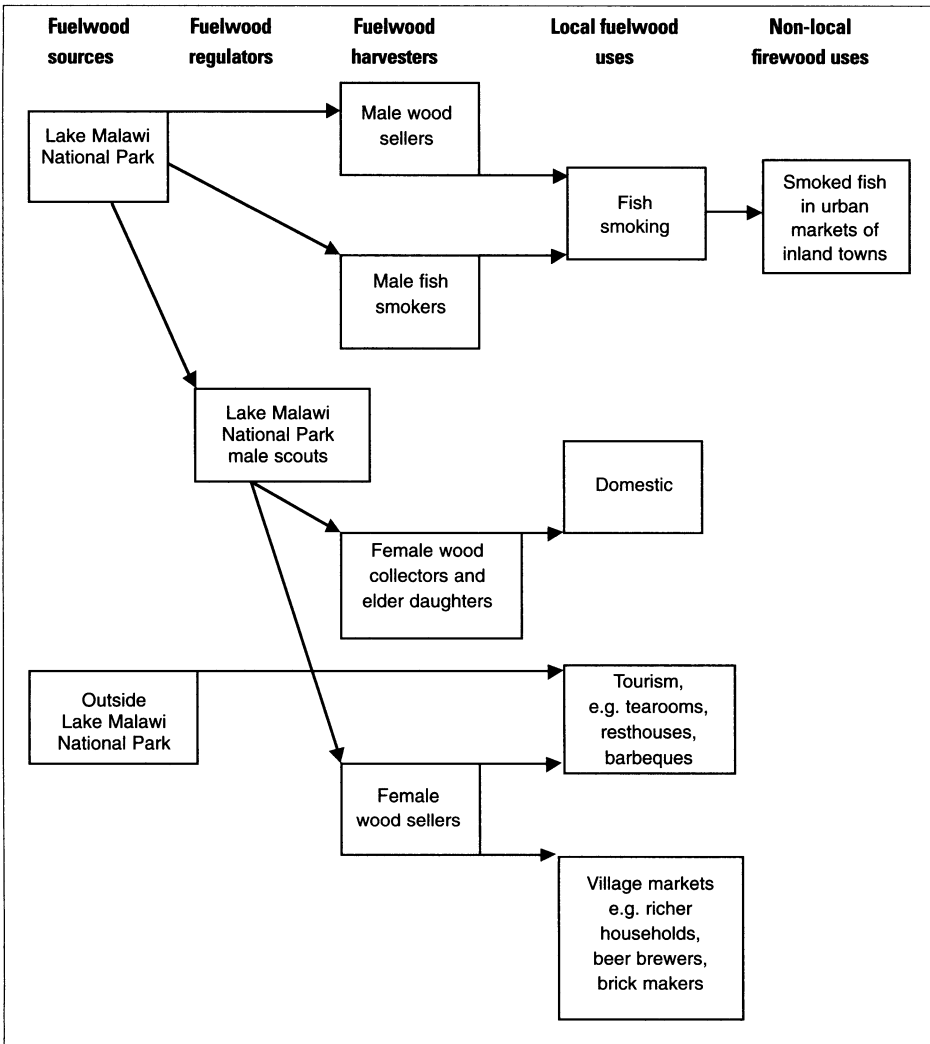 Fuelwood sources
Fuelwood regulators
Fuelwood harvesters
Local fuelwood uses
Non-local firewood uses
Lake Malawi
National Park
Male wood
sellers
Fish
smoking
Smoked fish
in urban
markets of
inland towns
Male fish
smokers
Lake Malawi
National Park
male scouts
Domestic
Female wood
collectors and
elder daughters
Outside
Lake Malawi
National Park
Tourism,
e.g. tearooms,
resthouses,
barbeques
Female
wood sellers
Village markets
e.g. richer
households,
beer brewers,
brick makers